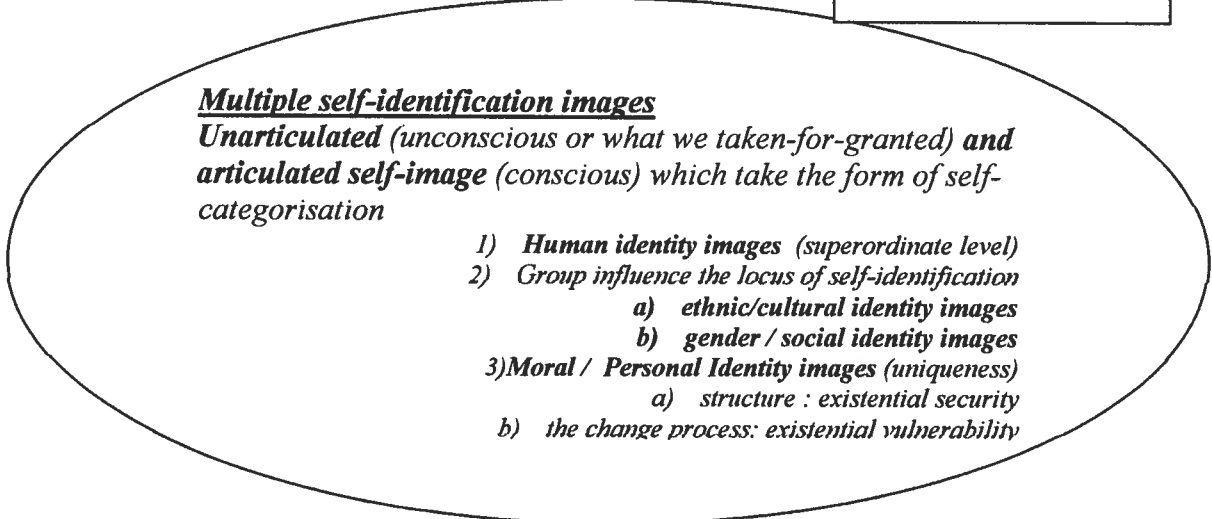 Multiple self-identification images
Unarticulated (unconscious or what we taken-for-granted) and
articulated self-image (conscious) which take the form of self-
categorisation
1) Human identity images (superordinate level)
2) Group influence the locus of self-identification
a) ethnic/cultural identity images
b) gender / social identity images
3)Moral / Personal Identity images (uniqueness)
a) structure : existential security
b) the change process: existential vulnerability